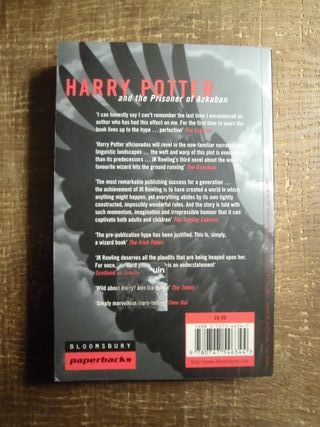 HARRY POTTER
and the Prisoner of Azkaban
'I can honestly say I can't remember the last time I encountered an
author who has had this effect on me. For the first time in years the
book lives up to the hype ... perfection' The Express
'Harry Potter aficionados will revel in the now-familiar narrative
linguistic landscapes ... the weft and warp of this plot is even
than its predecessors ... JK Rowling's third novel about the world's
favourite wizard hits the ground running' The Guardian
'The most remarkable publishing success for a generation ...
the achievement of JK Rowling is to have created a world in which
anything might happen, yet everything abides by its own tightly
constructed, impossibly wonderful rules. And the story is told with
such momentum, imagination and irrepressible humour that it can
captivate both adults and children' The Sunday Express
'The pre-publication hype has been justified. This is, simply,
a wizard book' The Irish Times
'JK Rowling deserves all the plaudits that are being heaped upon her.
For once, is an understatement'
Scotland on Sunday
'Wild about Harry? Join the The Times
'Simply marvellous story-telling' Time Out
BLOOMSBURY
paperbacks